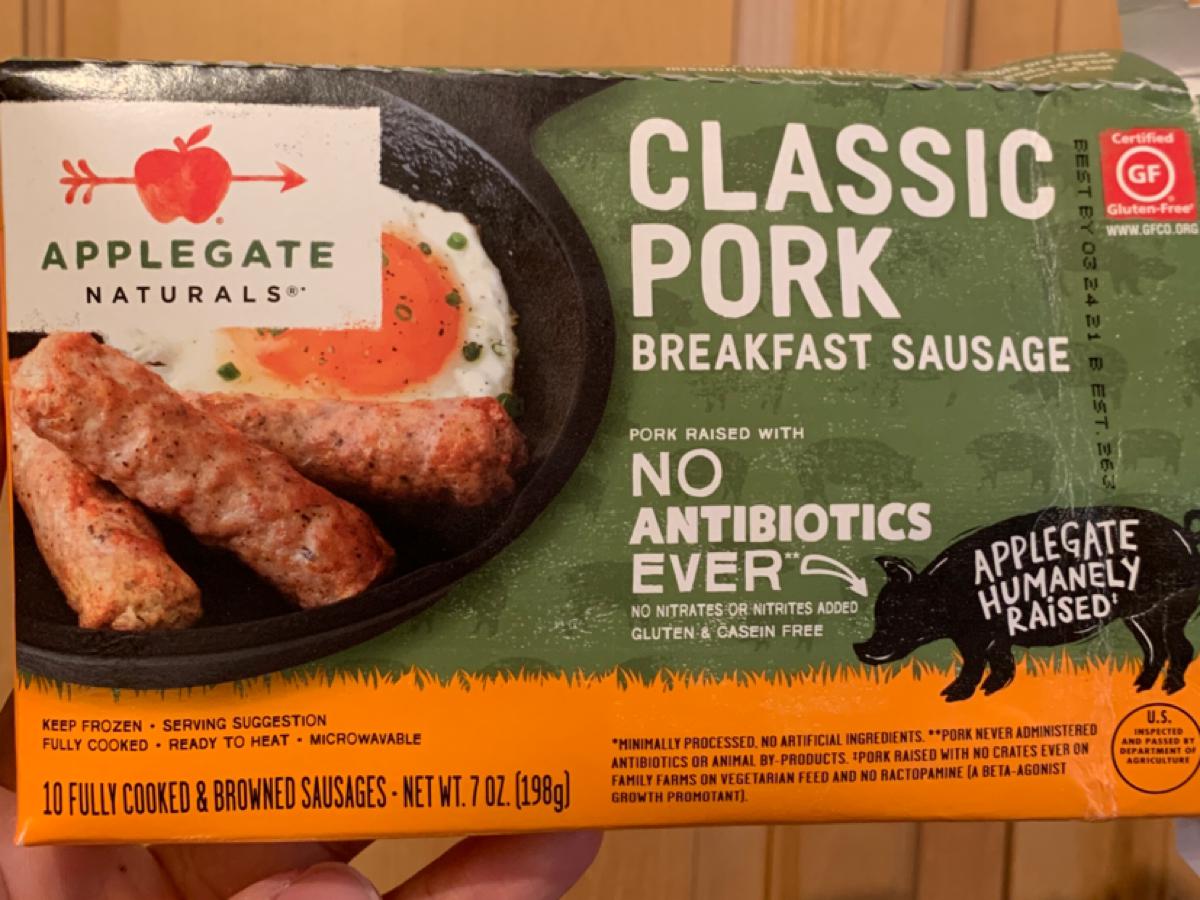 APPLEGATE
NATURALS®*
CLASSIC
PORK
BREAKFAST SAUSAGE
PORK RAISED WITH
NO
ANTIBIOTICS
EVER**
NO NITRATES OR NITRITES ADDED
GLUTEN & CASEIN FREE
APPLEGATE
HUMANELY
RAISED‡
Certified
GF
Gluten-Free®
WWW.GFCO.ORG
BEST BY 03 24 21 B EST. 263
KEEP FROZEN • SERVING SUGGESTION
FULLY COOKED • READY TO HEAT • MICROWAVABLE
10 FULLY COOKED & BROWNED SAUSAGES • NET WT. 7 OZ. (198g)
*MINIMALLY PROCESSED, NO ARTIFICIAL INGREDIENTS. **PORK NEVER ADMINISTERED
ANTIBIOTICS OR ANIMAL BY-PRODUCTS. ‡PORK RAISED WITH NO CRATES EVER ON
FAMILY FARMS ON VEGETARIAN FEED AND NO RACTOPAMINE (A BETA-AGONIST
GROWTH PROMOTANT).
U.S.
INSPECTED
AND PASSED BY
DEPARTMENT OF
AGRICULTURE